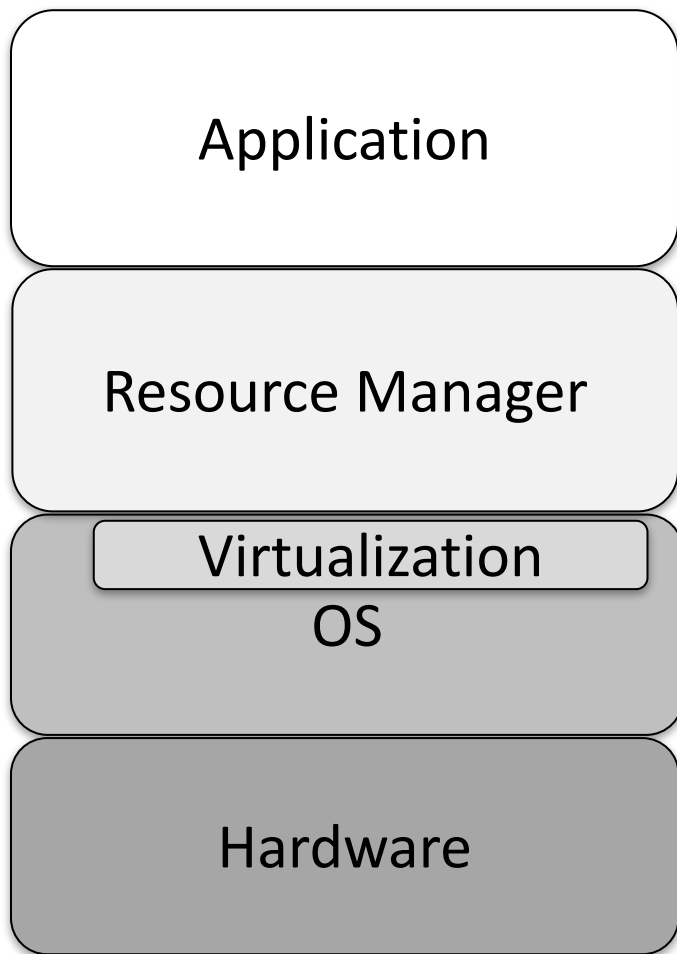 Application
Resource Manager
Virtualization
OS
Hardware